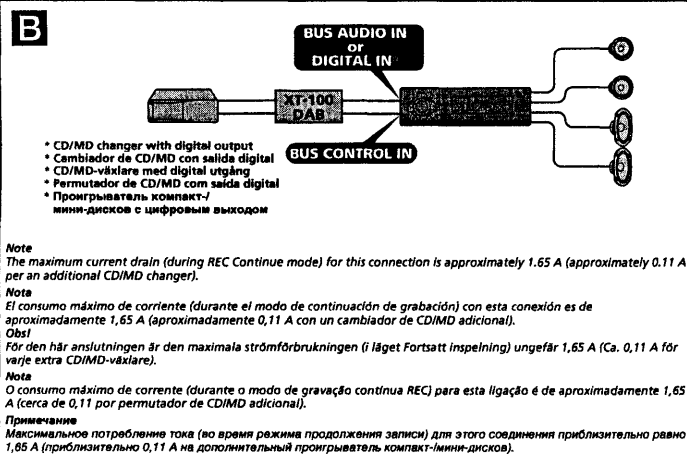 B
BUS AUDIO IN
or
DIGITAL IN
XT-100
DAB
BUS CONTROL IN
* CD/MD changer with digital output
* Cambiador de CD/MD con salida digital
* CD/MD-växlare med digital utgång
* Permutador de CD/MD com saída digital
* Проигрыватель компакт-/
мини-дисков с цифровым выходом
Note
The maximum current drain (during REC Continue mode) for this connection is approximately 1.65 A (approximately 0.11 A
per an additional CD/MD changer).
Nota
El consumo máximo de corriente (durante el modo de continuación de grabación) con esta conexión es de
aproximadamente 1,65 A (aproximadamente 0,11 A con un cambiador de CD/MD adicional).
Obs!
För den här anslutningen är den maximala strömförbrukningen (i läget Fortsatt inspelning) ungefär 1,65 A (Ca. 0,11 A för
varje extra CD/MD-växlare).
Nota
O consumo máximo de corrente (durante o modo de gravação contínua REC) para esta ligação é de aproximadamente 1,65
A (cerca de 0,11 por permutador de CD/MD adicional).
Примечание
Максимальное потребление тока (во время режима продолжения записи) для этого соединения приблизительно равно
1,65 А (приблизительно 0,11 А на дополнительный проигрыватель компакт-/мини-дисков).